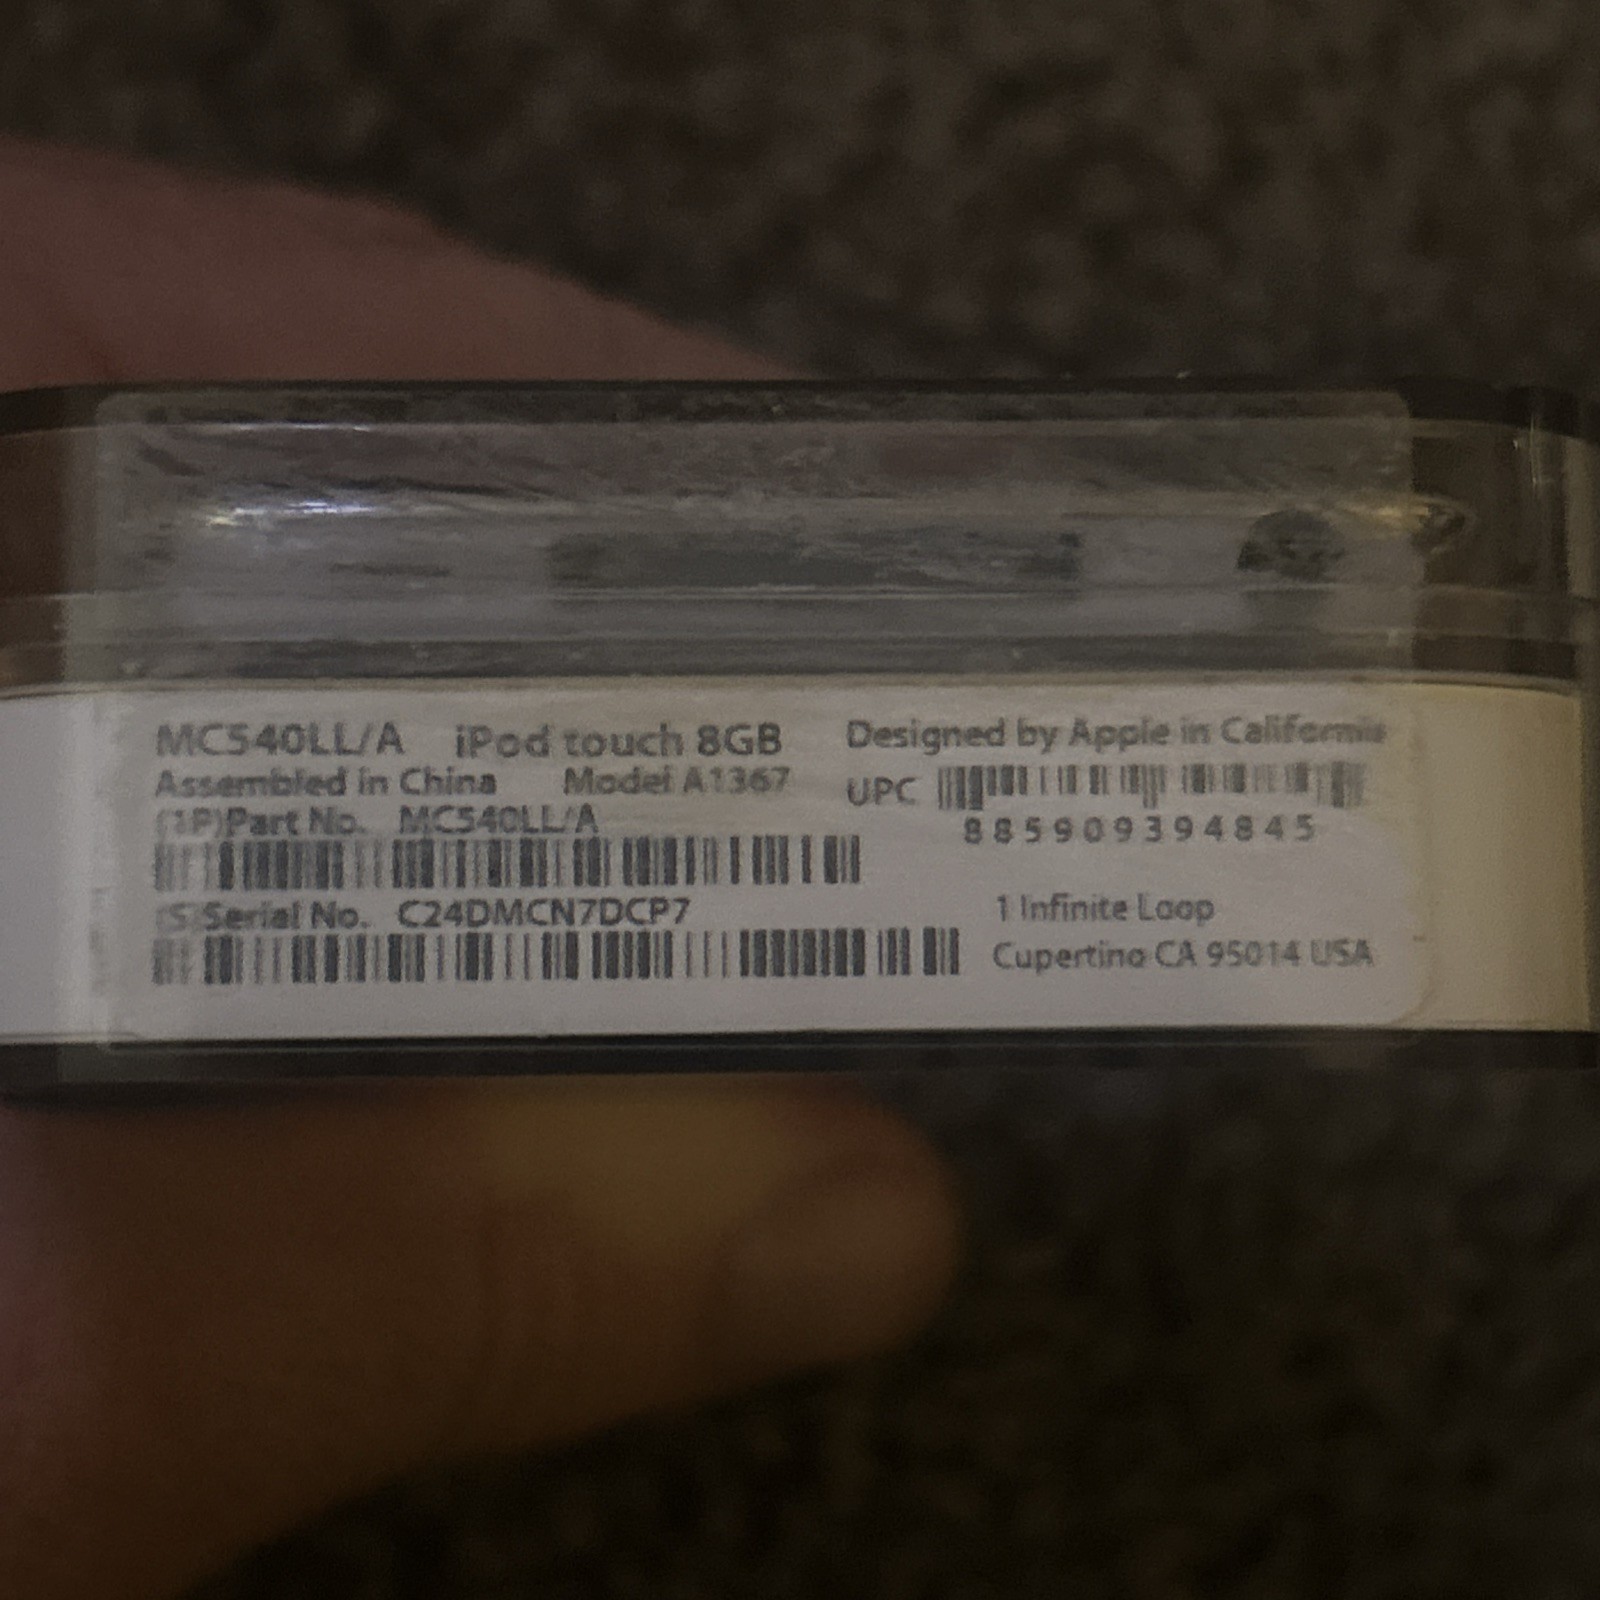 MC540LL/A iPod touch 8GB
Assembled in China Model A1367
(1P)Part No. MC540LL/A
(S)Serial No. C24DMCN7DCP7
Designed by Apple in California
UPC
885909394845
1 Infinite Loop
Cupertino CA 95014 USA